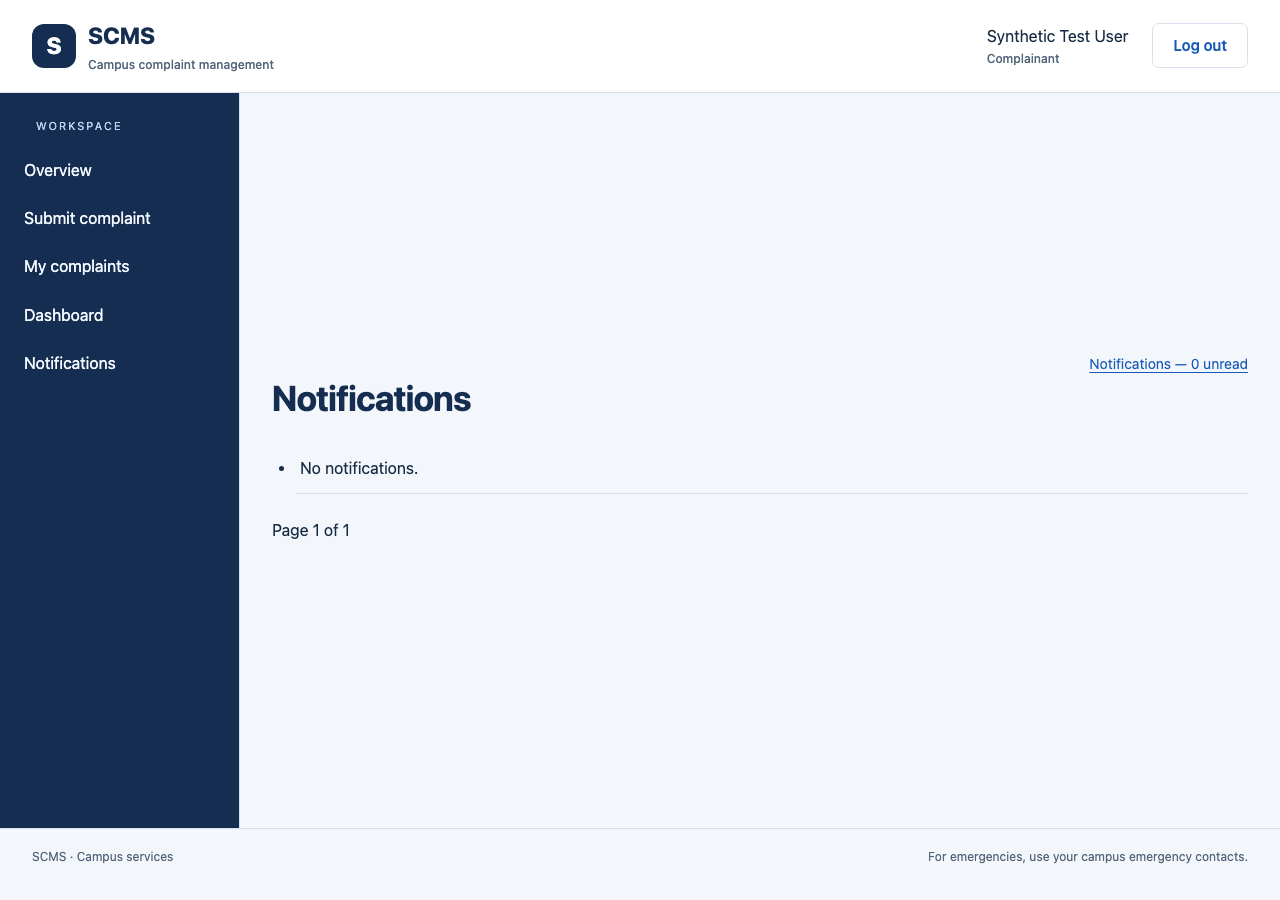 S
SCMS
Campus complaint management
Synthetic Test User
Complainant
Log out
WORKSPACE
Overview
Submit complaint
My complaints
Dashboard
Notifications
Notifications — 0 unread
Notifications
• No notifications.
Page 1 of 1
SCMS · Campus services
For emergencies, use your campus emergency contacts.